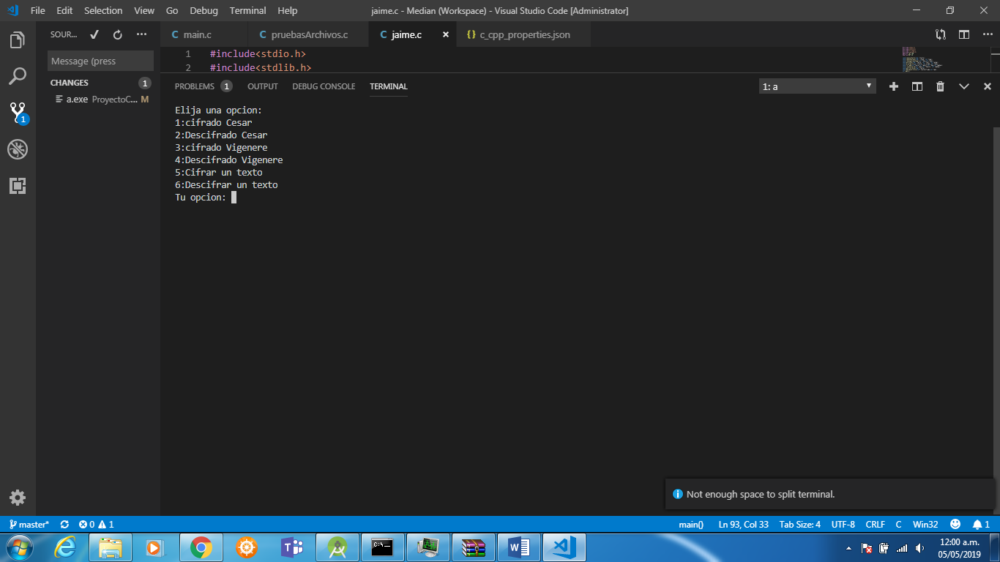 File Edit Selection View Go Debug Terminal Help
jaime.c - Median (Workspace) - Visual Studio Code [Administrator]
SOUR...
Message (press
CHANGES 1
a.exe ProyectoC... M
1
C main.c
C pruebasArchivos.c
C jaime.c
{} c_cpp_properties.json
1 #include<stdio.h>
2 #include<stdlib.h>
PROBLEMS 1 OUTPUT DEBUG CONSOLE TERMINAL
1: a
Elija una opcion:
1:cifrado Cesar
2:Descifrado Cesar
3:cifrado Vigenere
4:Descifrado Vigenere
5:Cifrar un texto
6:Descifrar un texto
Tu opcion:
Not enough space to split terminal.
master* 0 1 main() Ln 93, Col 33 Tab Size: 4 UTF-8 CRLF C Win32 1
12:00 a.m.
05/05/2019